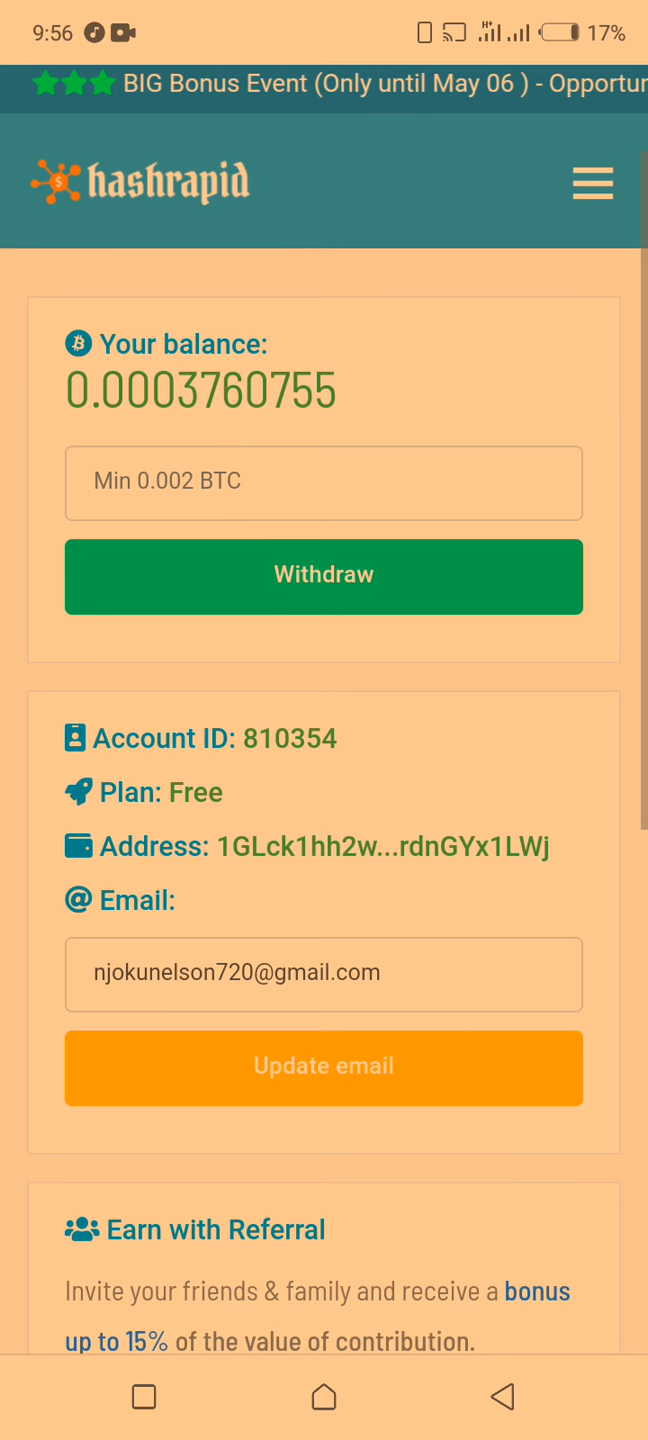 9:56 H+ 17%
BIG Bonus Event (Only until May 06 ) - Opportun
hashrapid
Your balance:
0.0003760755
Min 0.002 BTC
Withdraw
Account ID: 810354
Plan: Free
Address: 1GLck1hh2w...rdnGYx1LWj
Email:
njokunelson720@gmail.com
Update email
Earn with Referral
Invite your friends & family and receive a bonus
up to 15% of the value of contribution.